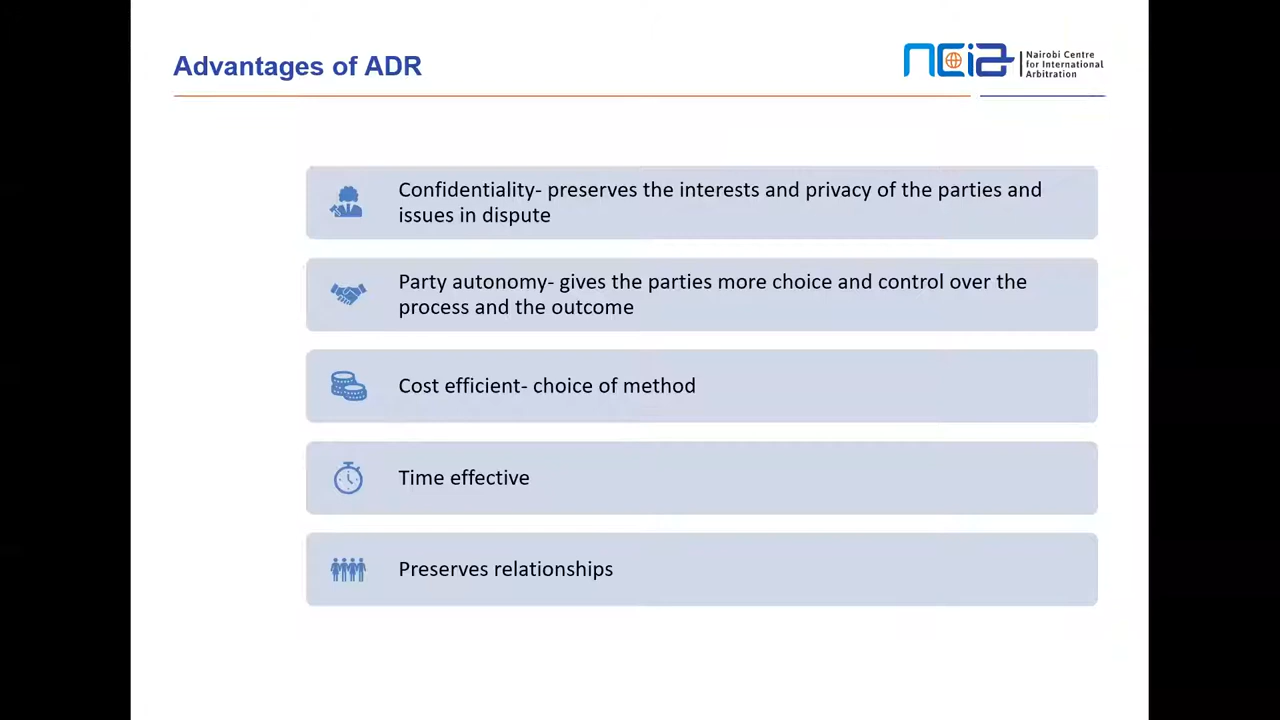 Advantages of ADR
ncia
Nairobi Centre
for International
Arbitration
Confidentiality- preserves the interests and privacy of the parties and
issues in dispute
Party autonomy- gives the parties more choice and control over the
process and the outcome
Cost efficient- choice of method
Time effective
Preserves relationships